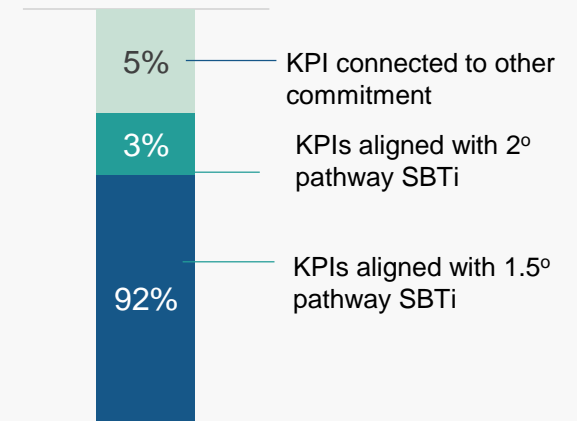 5%
KPI connected to other
commitment
3%
KPIs aligned with 2º
pathway SBTi
KPIs aligned with 1.5º
pathway SBTi
92%